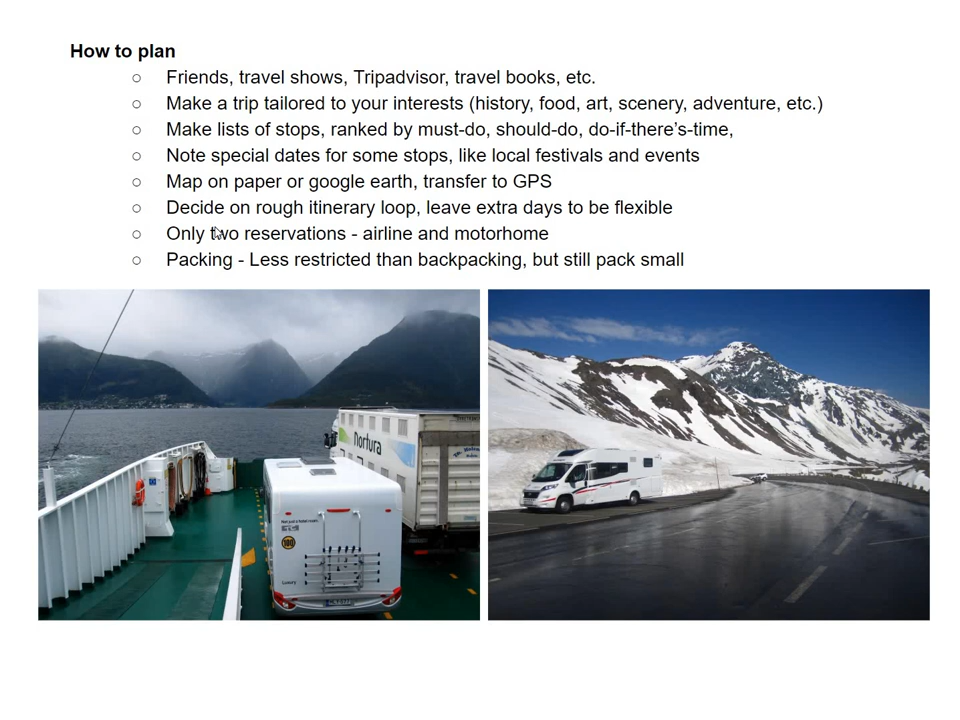 How to plan
○ Friends, travel shows, Tripadvisor, travel books, etc.
○ Make a trip tailored to your interests (history, food, art, scenery, adventure, etc.)
○ Make lists of stops, ranked by must-do, should-do, do-if-there’s-time,
○ Note special dates for some stops, like local festivals and events
○ Map on paper or google earth, transfer to GPS
○ Decide on rough itinerary loop, leave extra days to be flexible
○ Only two reservations - airline and motorhome
○ Packing - Less restricted than backpacking, but still pack small
nortura
100
Luxury